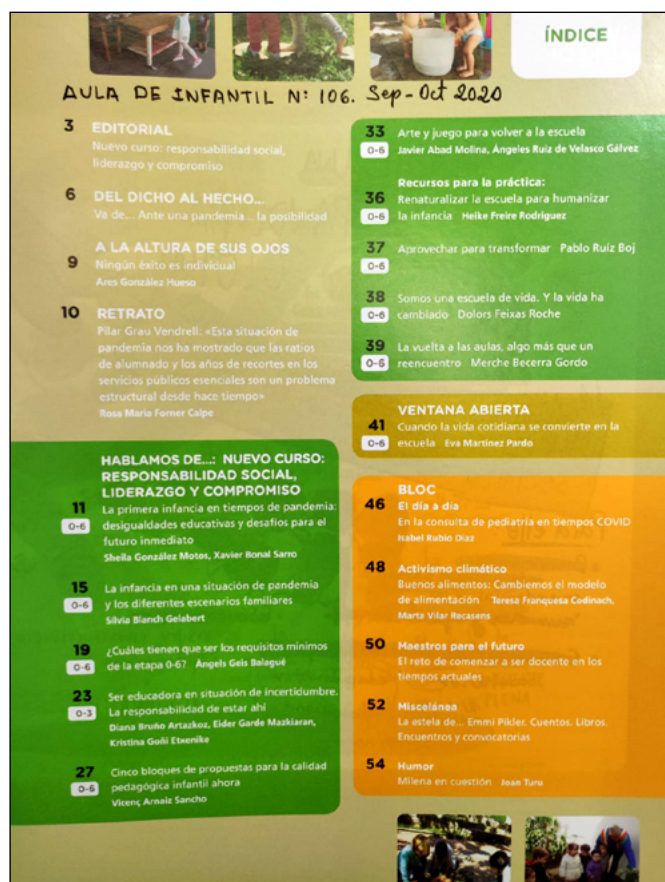 ÍNDICE
AULA DE INFANTIL Nº 106. Sep-Oct 2020
3 EDITORIAL
Nuevo curso: responsabilidad social,
liderazgo y compromiso
6 DEL DICHO AL HECHO...
Va de... Ante una pandemia... la posibilidad
A LA ALTURA DE SUS OJOS
9 Ningún éxito es individual
Ares González Hueso
10 RETRATO
Pilar Grau Vendrell: «Esta situación de
pandemia nos ha mostrado que las ratios
de alumnado y los años de recortes en los
servicios públicos esenciales son un problema
estructural desde hace tiempo»
Rosa Maria Forner Calpe
HABLAMOS DE...: NUEVO CURSO:
RESPONSABILIDAD SOCIAL,
LIDERAZGO Y COMPROMISO
11 La primera infancia en tiempos de pandemia:
0-6 desigualdades educativas y desafíos para el
futuro inmediato
Sheila González Motos, Xavier Bonal Sarro
15 La infancia en una situación de pandemia
0-6 y los diferentes escenarios familiares
Sílvia Blanch Gelabert
19 ¿Cuáles tienen que ser los requisitos mínimos
0-6 de la etapa 0-6? Àngels Geis Balagué
23 Ser educadora en situación de incertidumbre.
0-3 La responsabilidad de estar ahí
Diana Bruño Artazkoz, Eider Garde Mazkiaran,
Kristina Goñi Etxenike
27 Cinco bloques de propuestas para la calidad
0-6 pedagógica infantil ahora
Vicenç Arnaiz Sancho
33 Arte y juego para volver a la escuela
0-6 Javier Abad Molina, Ángeles Ruiz de Velasco Gálvez
Recursos para la práctica:
36 Renaturalizar la escuela para humanizar
0-6 la infancia Heike Freire Rodríguez
37 Aprovechar para transformar Pablo Ruíz Boj
0-6
38 Somos una escuela de vida. Y la vida ha
0-6 cambiado Dolors Feixas Roche
39 La vuelta a las aulas, algo más que un
0-6 reencuentro Merche Becerra Gordo
VENTANA ABIERTA
41 Cuando la vida cotidiana se convierte en la
0-6 escuela Eva Martínez Pardo
BLOC
46 El día a día
En la consulta de pediatría en tiempos COVID
Isabel Rubio Díaz
48 Activismo climático
Buenos alimentos: Cambiemos el modelo
de alimentación Teresa Franquesa Codinach,
Marta Vilar Recasens
50 Maestros para el futuro
El reto de comenzar a ser docente en los
tiempos actuales
52 Miscelánea
La estela de... Emmi Pikler. Cuentos. Libros.
Encuentros y convocatorias
54 Humor
Milena en cuestión Joan Turu